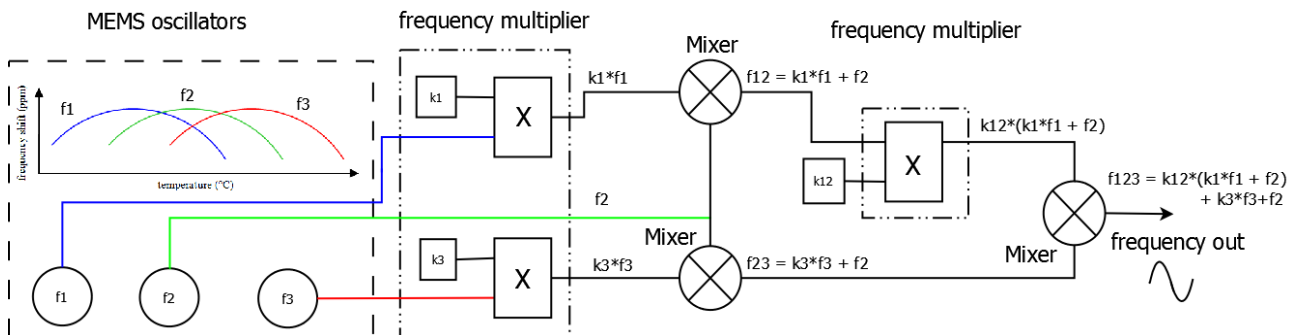 MEMS oscillators
frequency multiplier
Mixer
frequency multiplier
frequency shift (ppm)
f1
f2
f3
temperature (°C)
k1
X
k1*f1
f12 = k1*f1 + f2
k12
X
k12*(k1*f1 + f2)
f123 = k12*(k1*f1 + f2)
+ k3*f3+f2
f2
Mixer
k3
X
k3*f3
f23 = k3*f3 + f2
Mixer
frequency out
f1
f2
f3